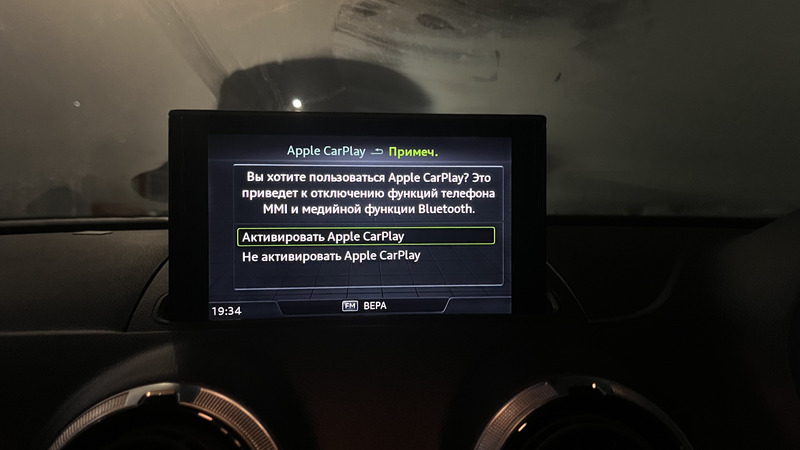 Apple CarPlay Примеч.
Вы хотите пользоваться Apple CarPlay? Это
приведет к отключению функций телефона
MMI и медийной функции Bluetooth.
Активировать Apple CarPlay
Не активировать Apple CarPlay
19:34 FM ВЕРА